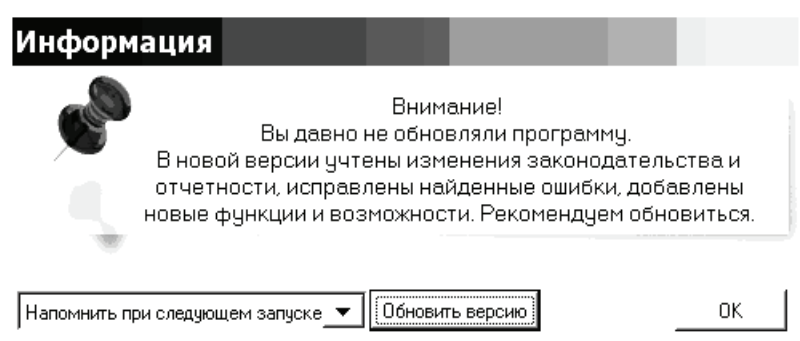 Информация
Внимание!
Вы давно не обновляли программу.
В новой версии учтены изменения законодательства и
отчетности, исправлены найденные ошибки, добавлены
новые функции и возможности. Рекомендуем обновиться.
Напомнить при следующем запуске
Обновить версию
OK